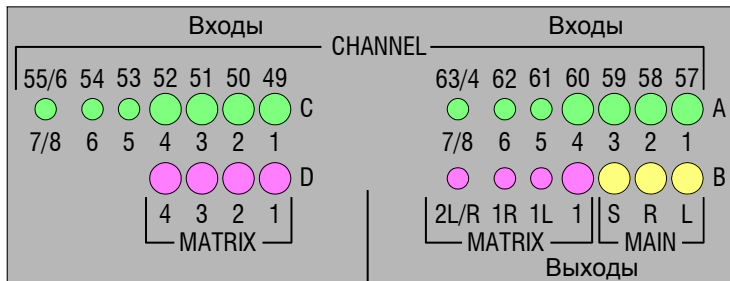 Входы Входы
CHANNEL
55/6 54 53 52 51 50 49 63/4 62 61 60 59 58 57
C A
7/8 6 5 4 3 2 1 7/8 6 5 4 3 2 1
D B
4 3 2 1 2L/R 1R 1L 1 S R L
MATRIX MATRIX MAIN
Выходы